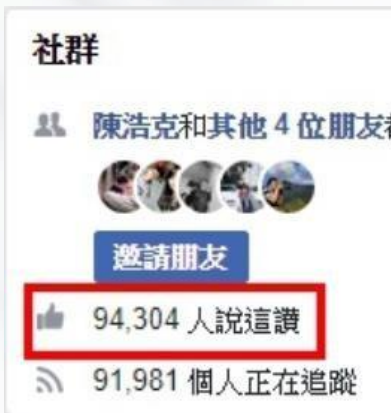 社群
陳浩克和其他 4 位朋友都
邀請朋友
94,304 人說這讚
91,981 個人正在追蹤